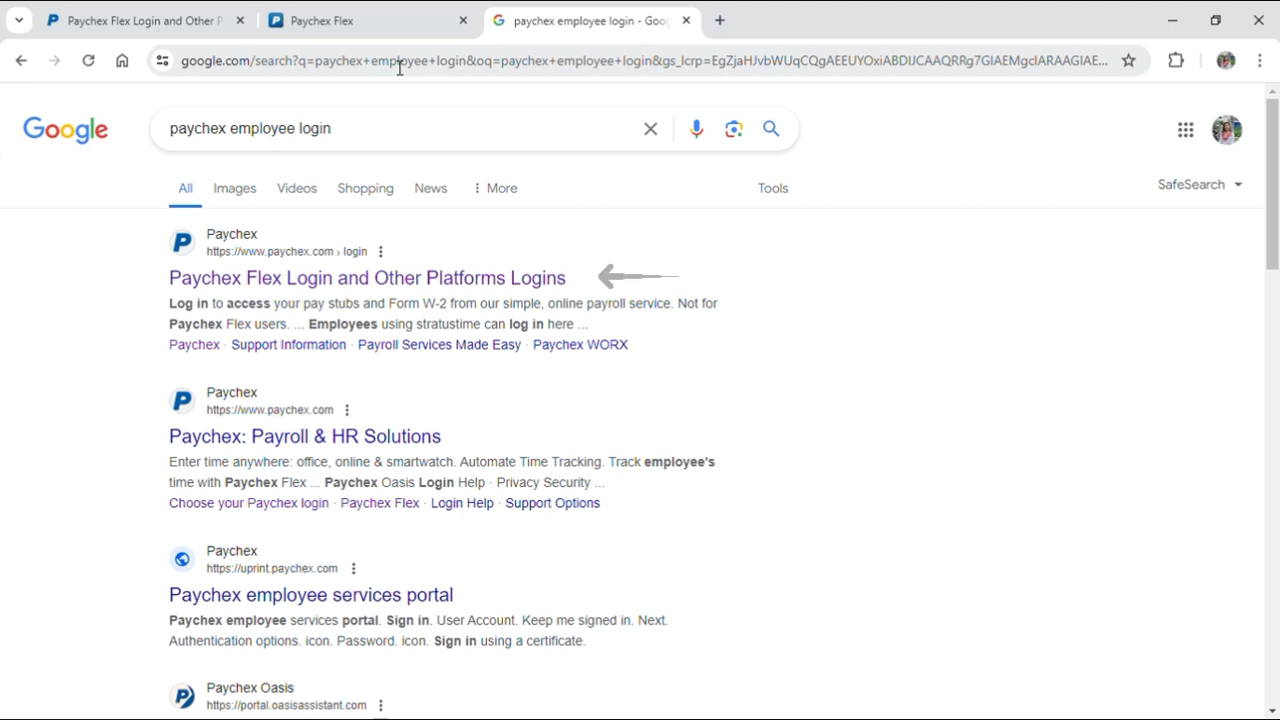 Paychex Flex Login and Other P
Paychex Flex
paychex employee login - Goo
google.com/search?q=paychex+employee+login&oq=paychex+employee+login&gs_lcrp=EgZjaHJvbWUqCQgAEEUYOxiABDIJCAAQRRg7GIAEMgcIARAAGIAE...
Google
paychex employee login
All Images Videos Shopping News More Tools
SafeSearch
Paychex
https://www.paychex.com › login
Paychex Flex Login and Other Platforms Logins
Log in to access your pay stubs and Form W-2 from our simple, online payroll service. Not for
Paychex Flex users. ... Employees using stratustime can log in here ...
Paychex · Support Information · Payroll Services Made Easy · Paychex WORX
Paychex
https://www.paychex.com
Paychex: Payroll & HR Solutions
Enter time anywhere: office, online & smartwatch. Automate Time Tracking. Track employee's
time with Paychex Flex ... Paychex Oasis Login Help · Privacy Security ...
Choose your Paychex login · Paychex Flex · Login Help · Support Options
Paychex
https://uprint.paychex.com
Paychex employee services portal
Paychex employee services portal. Sign in. User Account. Keep me signed in. Next.
Authentication options. icon. Password. icon. Sign in using a certificate.
Paychex Oasis
https://portal.oasisassistant.com